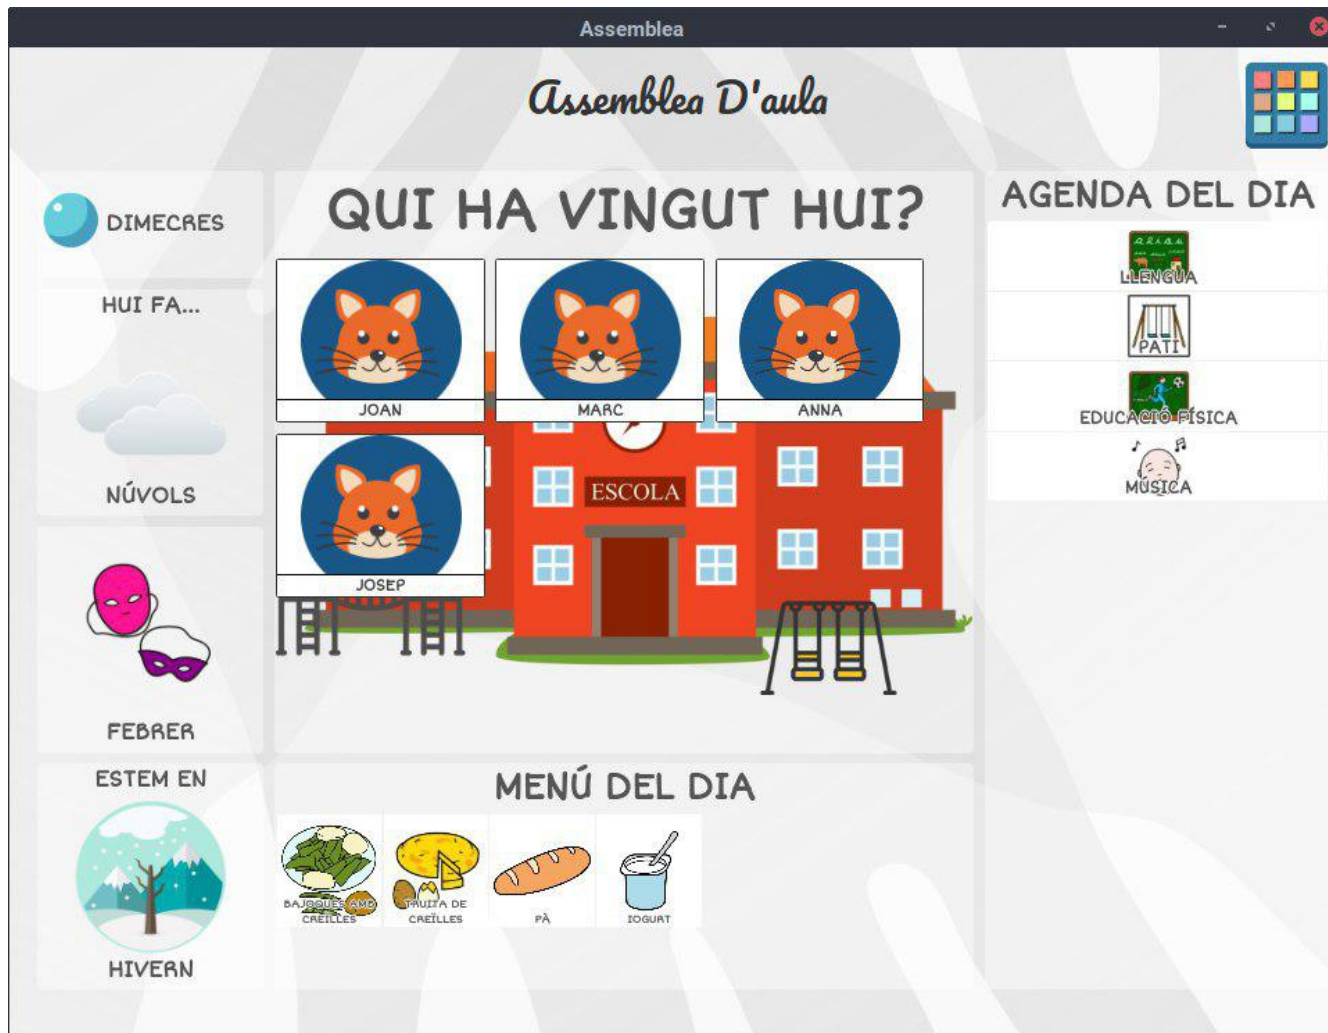 Assemblea
Assemblea D'aula
DIMECRES
HUI FA...
NÚVOLS
FEBRER
ESTEM EN
HIVERN
QUI HA VINGUT HUI?
JOAN
MARC
ANNA
JOSEP
ESCOLA
MENÚ DEL DIA
BAJOQUES AMB
CREÏLLES
TRUITA DE
CREÏLLES
PÀ
IOGURT
AGENDA DEL DIA
LLENGUA
PATI
EDUCACIÓ FÍSICA
MÚSICA